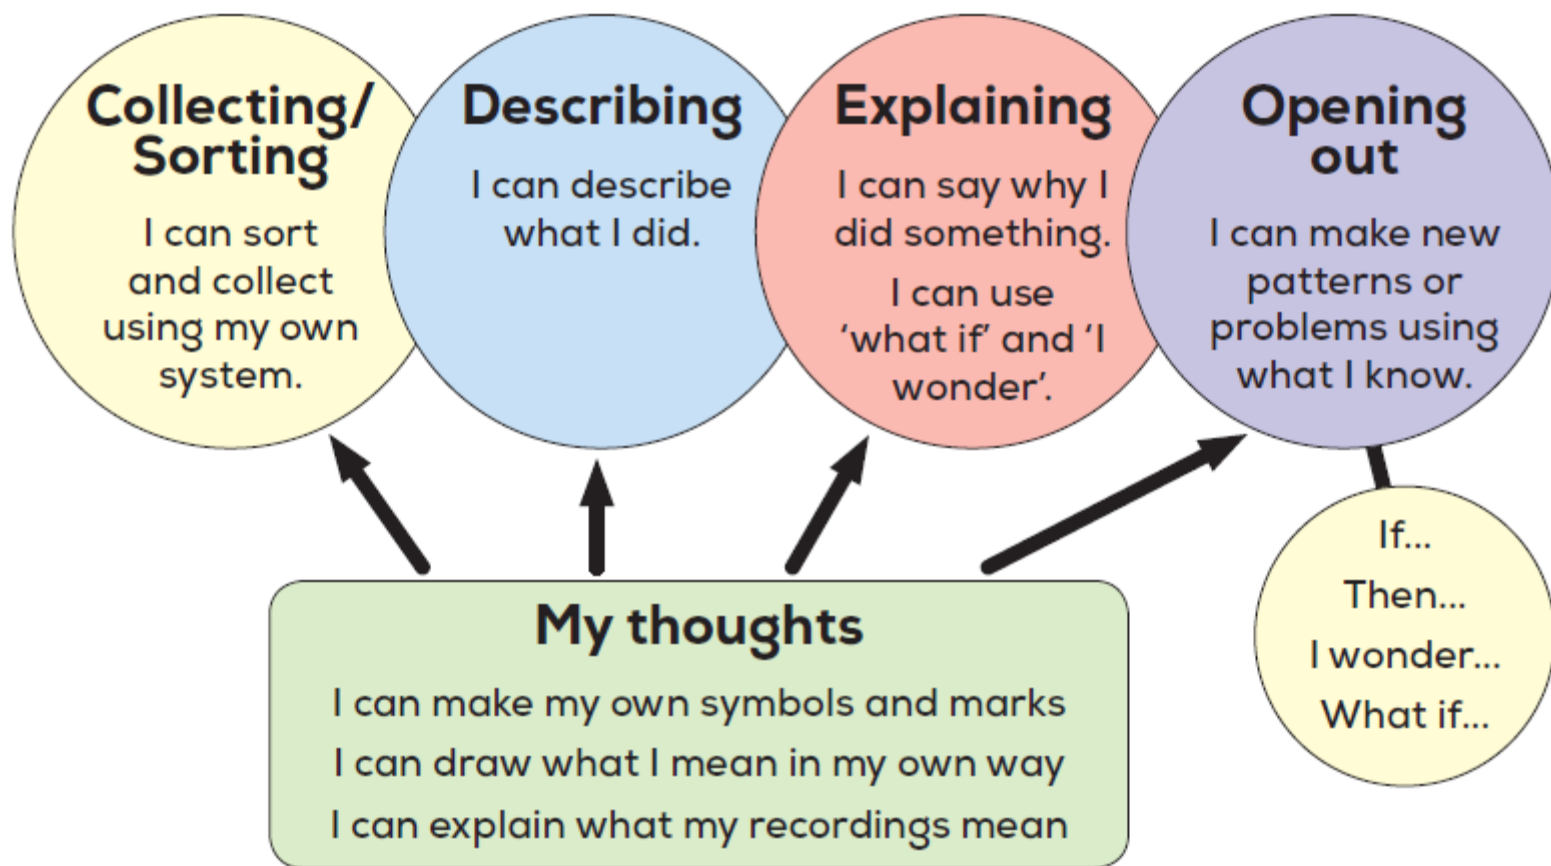 Collecting/
Sorting
I can sort
and collect
using my own
system.
Describing
I can describe
what I did.
Explaining
I can say why I
did something.
I can use
‘what if’ and ‘I
wonder’.
Opening
out
I can make new
patterns or
problems using
what I know.
If...
Then...
I wonder...
What if...
My thoughts
I can make my own symbols and marks
I can draw what I mean in my own way
I can explain what my recordings mean